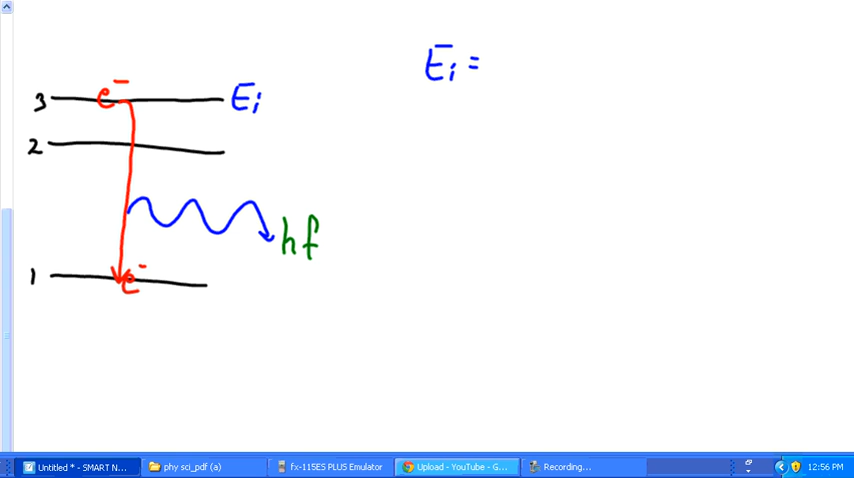 Ei =
3 e⁻ Ei
2
hf
1 e⁻
Untitled * - SMART N...
phy sci_pdf (a)
fx-115ES PLUS Emulator
Upload - YouTube - G...
Recording...
12:56 PM